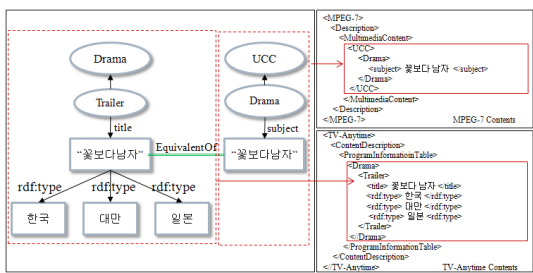 Drama
UCC
Trailer
Drama
title
subject
"꽃보다남자"
EquivalentOf
"꽃보다남자"
rdf:type
rdf:type
rdf:type
한국
대만
일본
<MPEG-7>
<Description>
<MultimediaContent>
<UCC>
<Drama>
<subject> 꽃보다남자 </subject>
</Drama>
</UCC>
</MultimediaContent>
</Description>
</MPEG-7>
MPEG-7 Contents
<TV-Anytime>
<ContentDescription>
<ProgramInformationTable>
<Drama>
<Trailer>
<title> 꽃보다남자 </title>
<rdf:type> 한국 </rdf:type>
<rdf:type> 대만 </rdf:type>
<rdf:type> 일본 </rdf:type>
</Trailer>
</Drama>
</ProgramInformationTable>
</ContentDescription>
</TV-Anytime>
TV-Anytime Contents